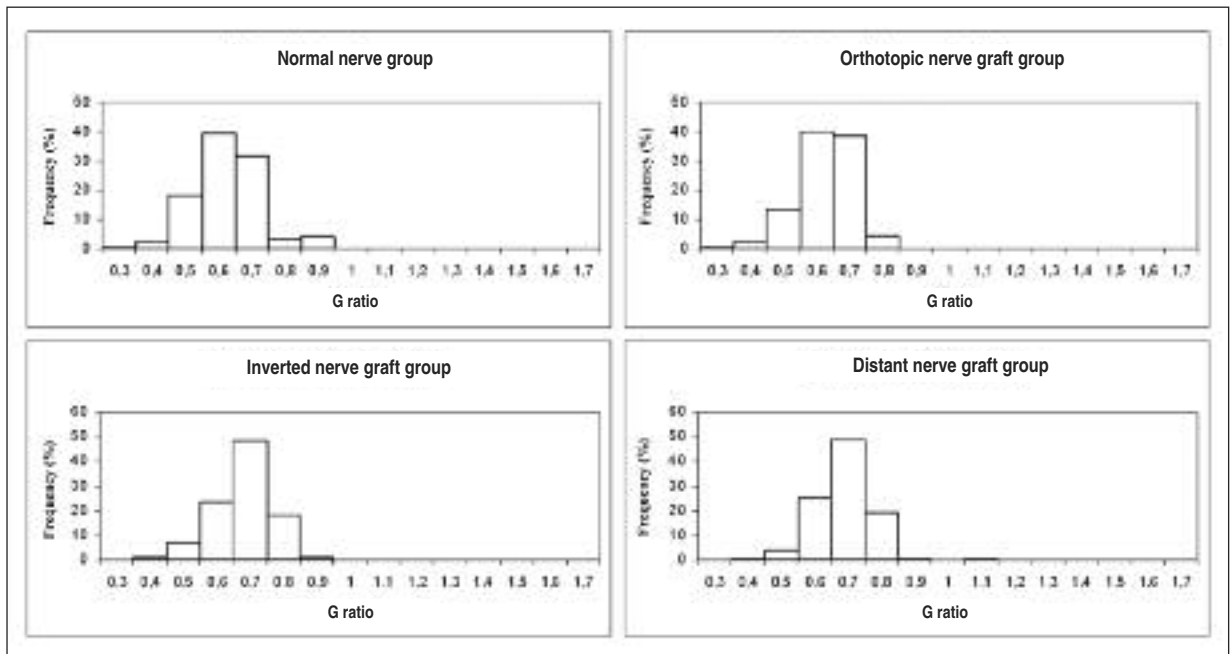 Normal nerve group
Frequency (%)
50
40
30
20
10
0
0,3 0,4 0,5 0,6 0,7 0,8 0,9 1 1,1 1,2 1,3 1,4 1,5 1,6 1,7
G ratio
Orthotopic nerve graft group
Frequency (%)
50
40
30
20
10
0
0,3 0,4 0,5 0,6 0,7 0,8 0,9 1 1,1 1,2 1,3 1,4 1,5 1,6 1,7
G ratio
Inverted nerve graft group
Frequency (%)
60
50
40
30
20
10
0
0,3 0,4 0,5 0,6 0,7 0,8 0,9 1 1,1 1,2 1,3 1,4 1,5 1,6 1,7
G ratio
Distant nerve graft group
Frequency (%)
60
50
40
30
20
10
0
0,3 0,4 0,5 0,6 0,7 0,8 0,9 1 1,1 1,2 1,3 1,4 1,5 1,6 1,7
G ratio